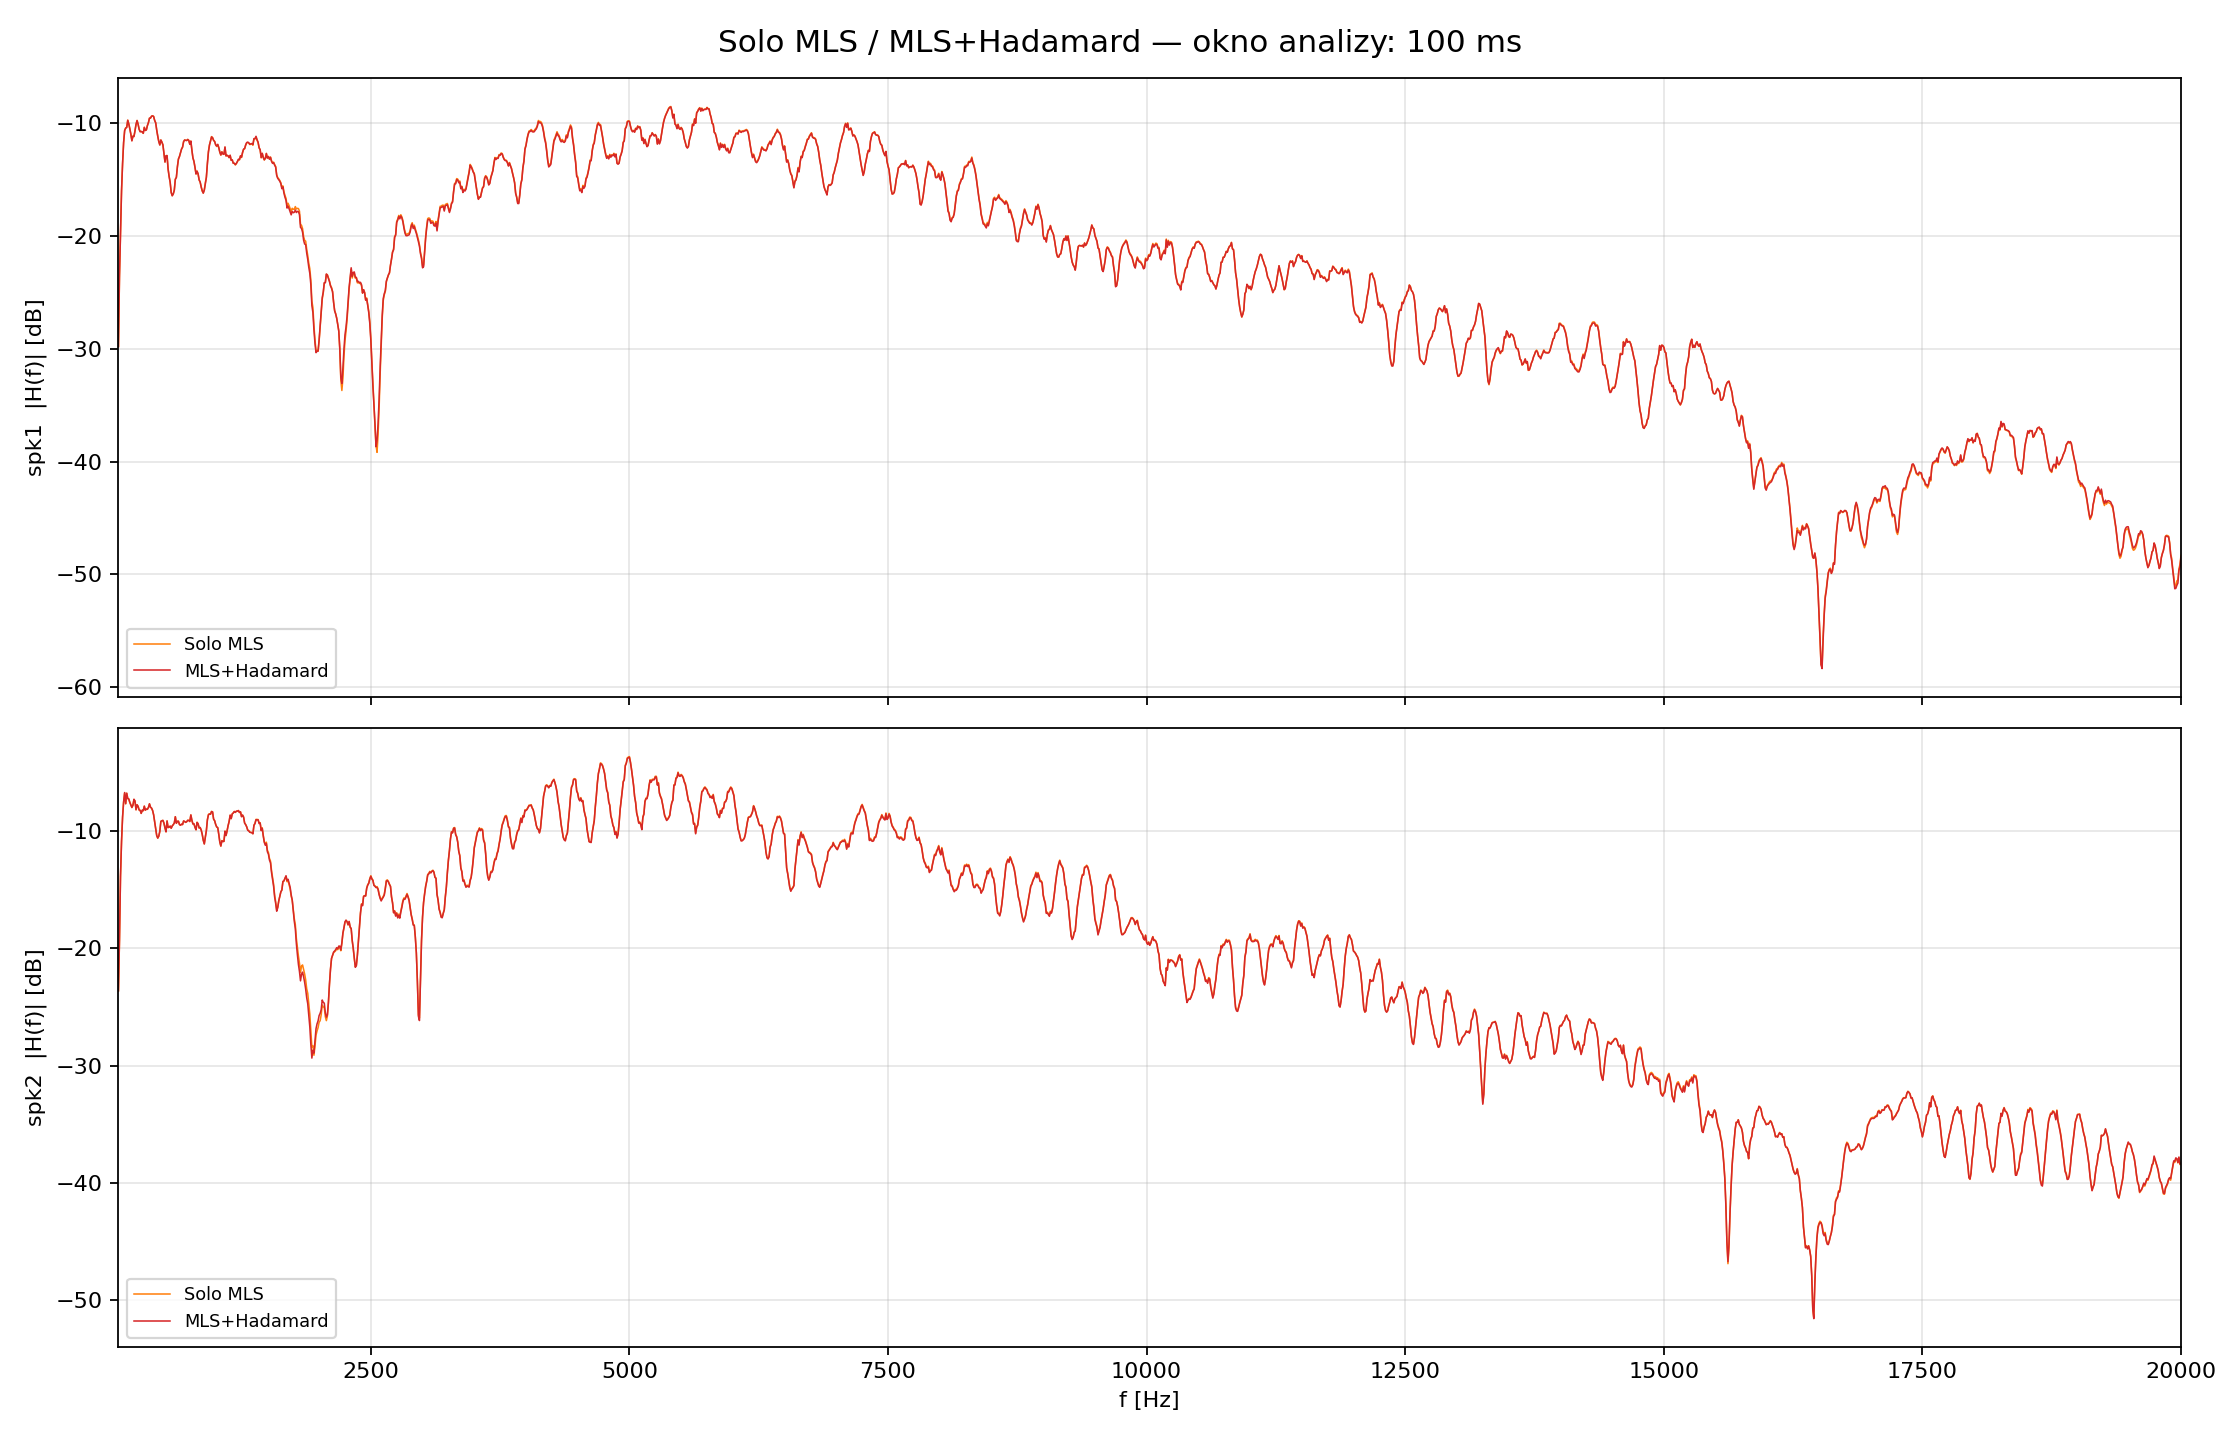 Solo MLS / MLS+Hadamard — okno analizy: 100 ms
spk1 |H(f)| [dB]
−10
−20
−30
−40
−50
−60
Solo MLS
MLS+Hadamard
spk2 |H(f)| [dB]
−10
−20
−30
−40
−50
Solo MLS
MLS+Hadamard
2500 5000 7500 10000 12500 15000 17500 20000
f [Hz]